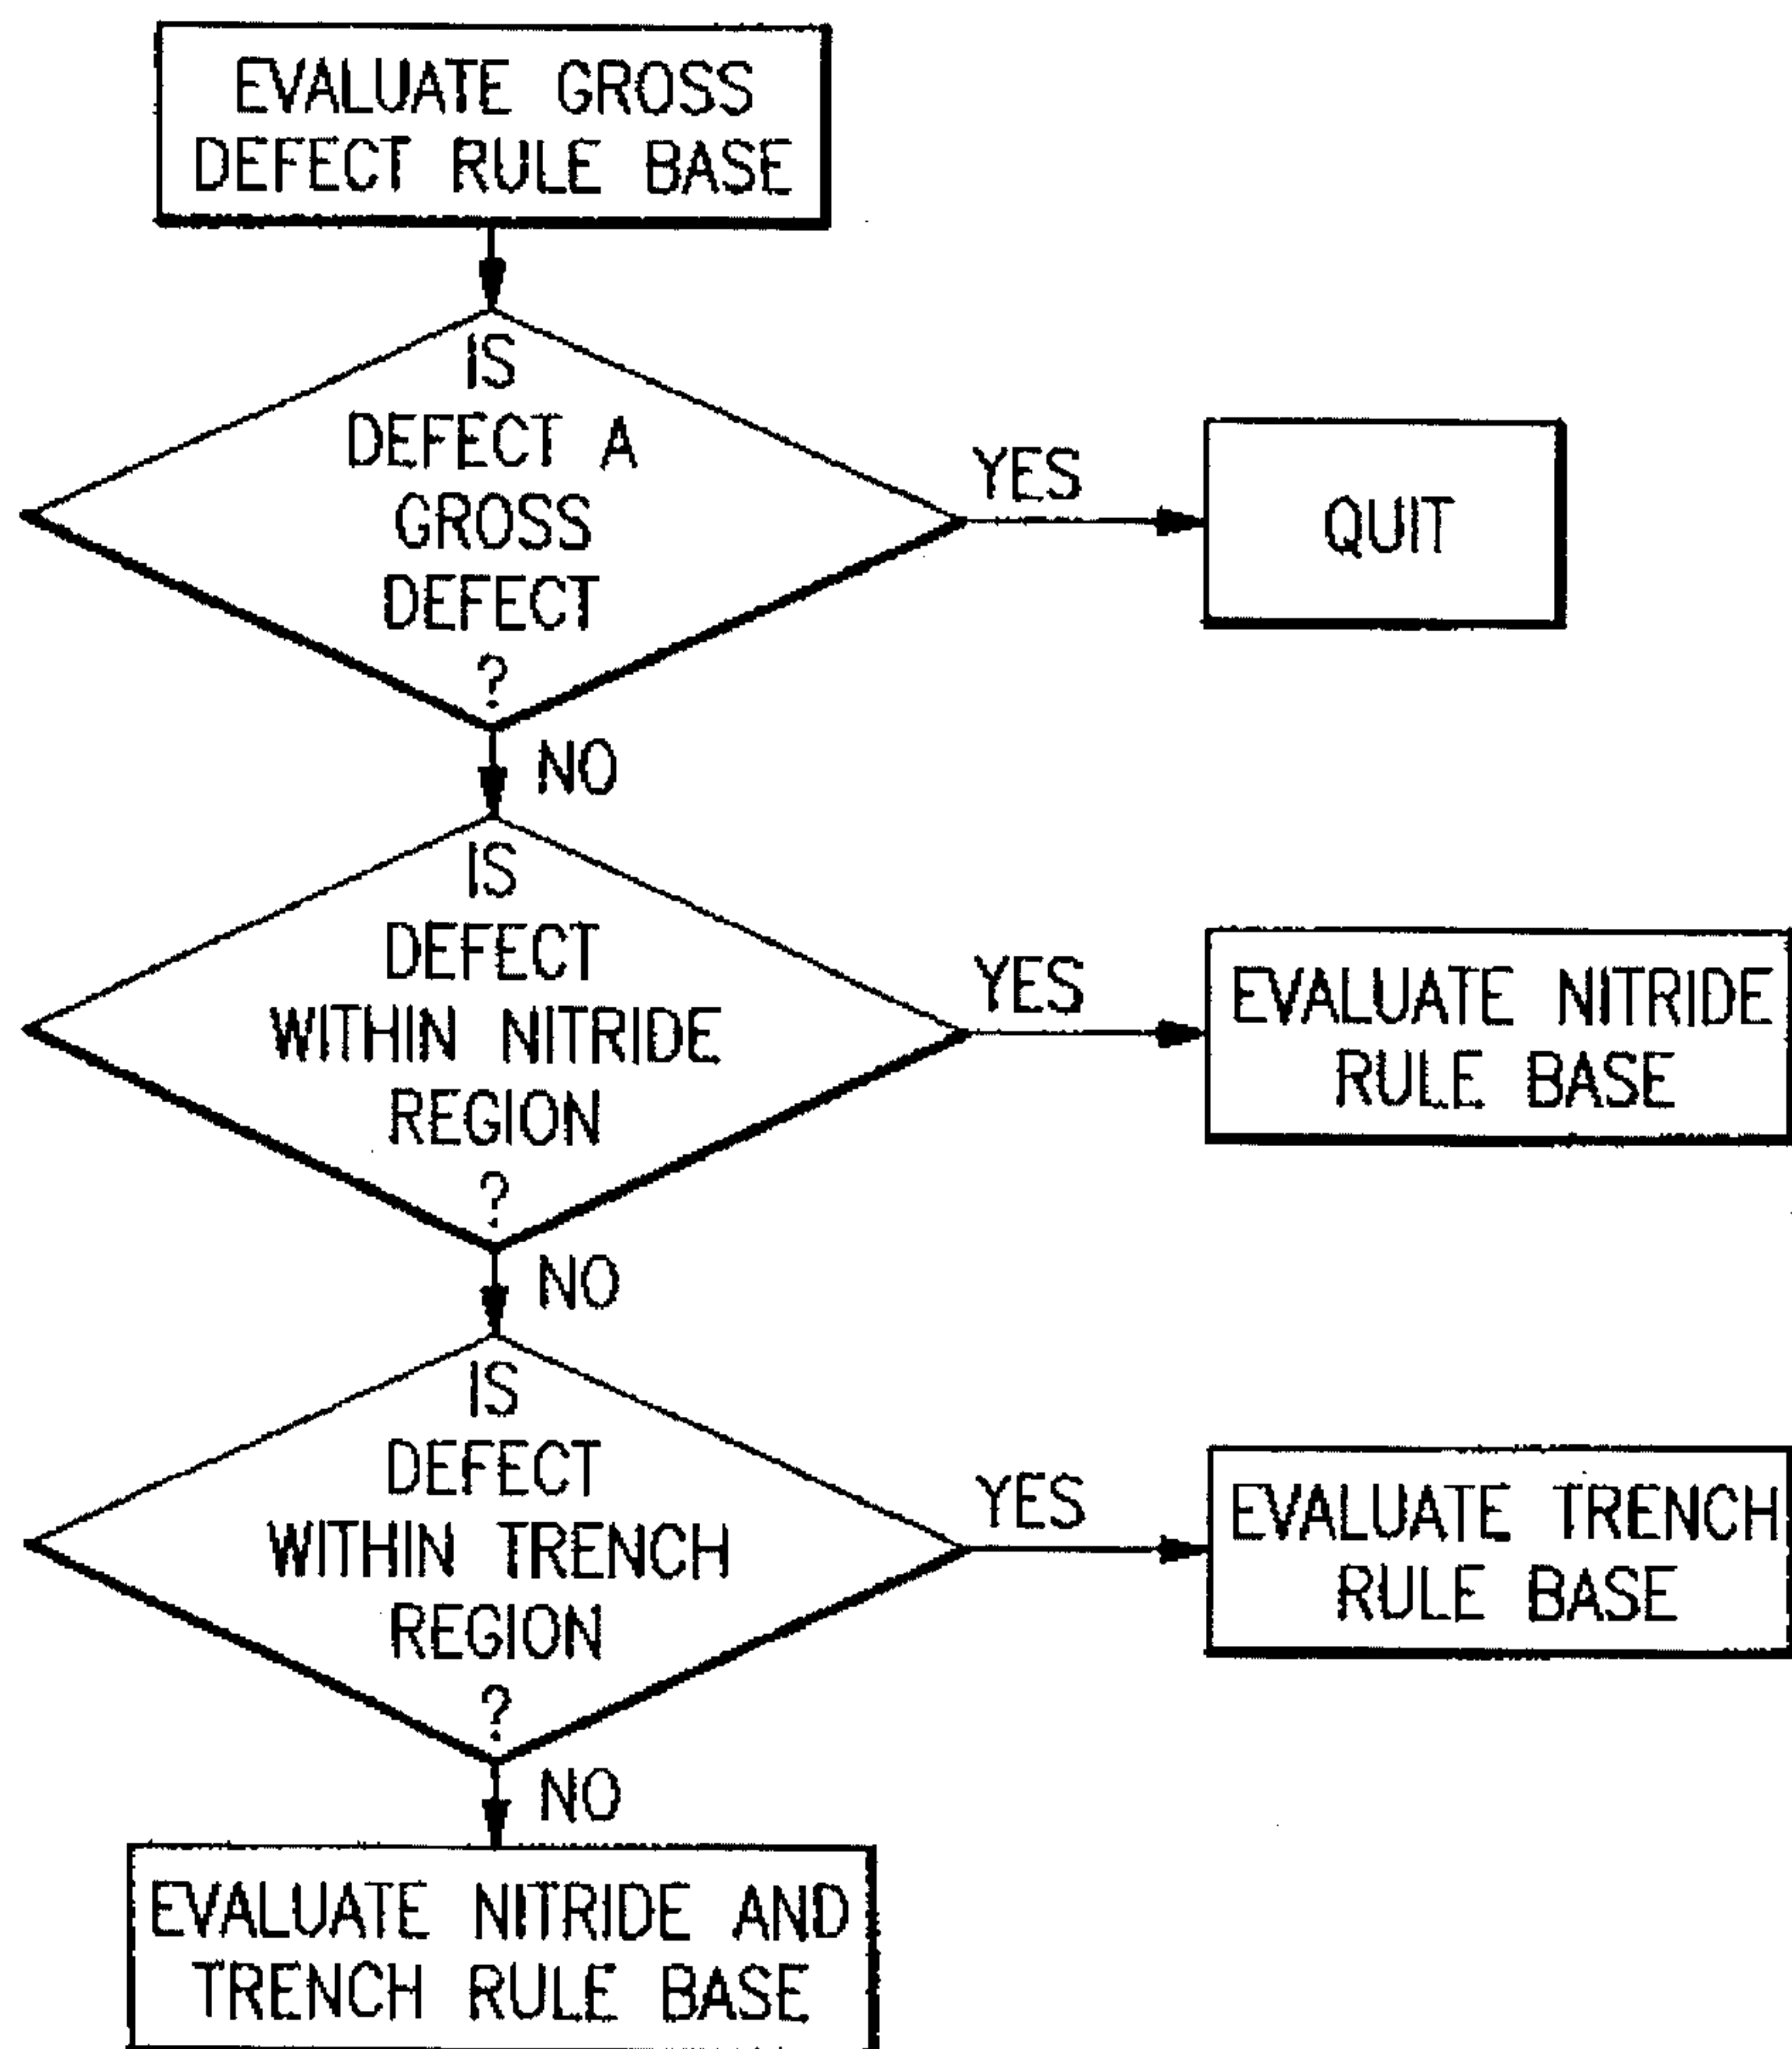 EVALUATE GROSS
DEFECT RULE BASE
IS
DEFECT A
GROSS
DEFECT
?
YES
QUIT
NO
IS
DEFECT
WITHIN NITRIDE
REGION
?
YES
EVALUATE NITRIDE
RULE BASE
NO
IS
DEFECT
WITHIN TRENCH
REGION
?
YES
EVALUATE TRENCH
RULE BASE
NO
EVALUATE NITRIDE AND
TRENCH RULE BASE